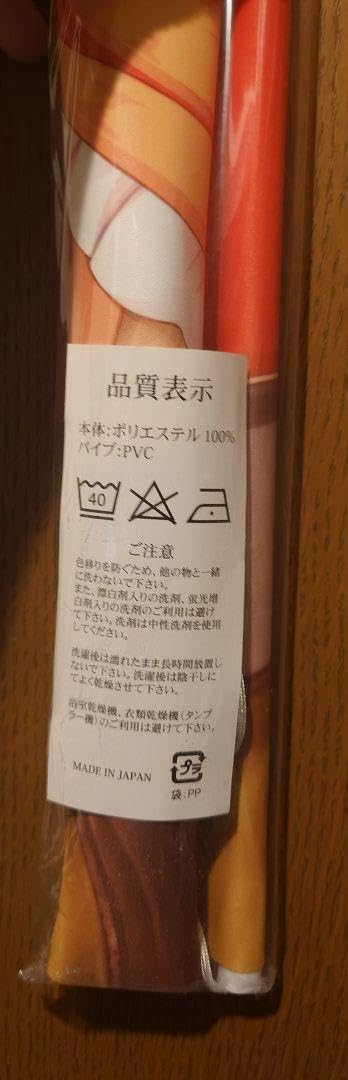 品質表示
本体:ポリエステル 100%
パイプ:PVC
40
ご注意
色移りを防ぐため、他の物と一緒
に洗わないで下さい。
また、漂白剤入りの洗剤、蛍光増
白剤入りの洗剤のご利用は避け
て下さい。洗剤は中性洗剤を使用
してください。
洗濯後は濡れたまま長時間放置し
ないで下さい。洗濯後は陰干しに
てよく乾燥させて下さい。
浴室乾燥機、衣類乾燥機(タンブ
ラー機)のご利用は避けて下さい。
MADE IN JAPAN
プラ
袋:PP